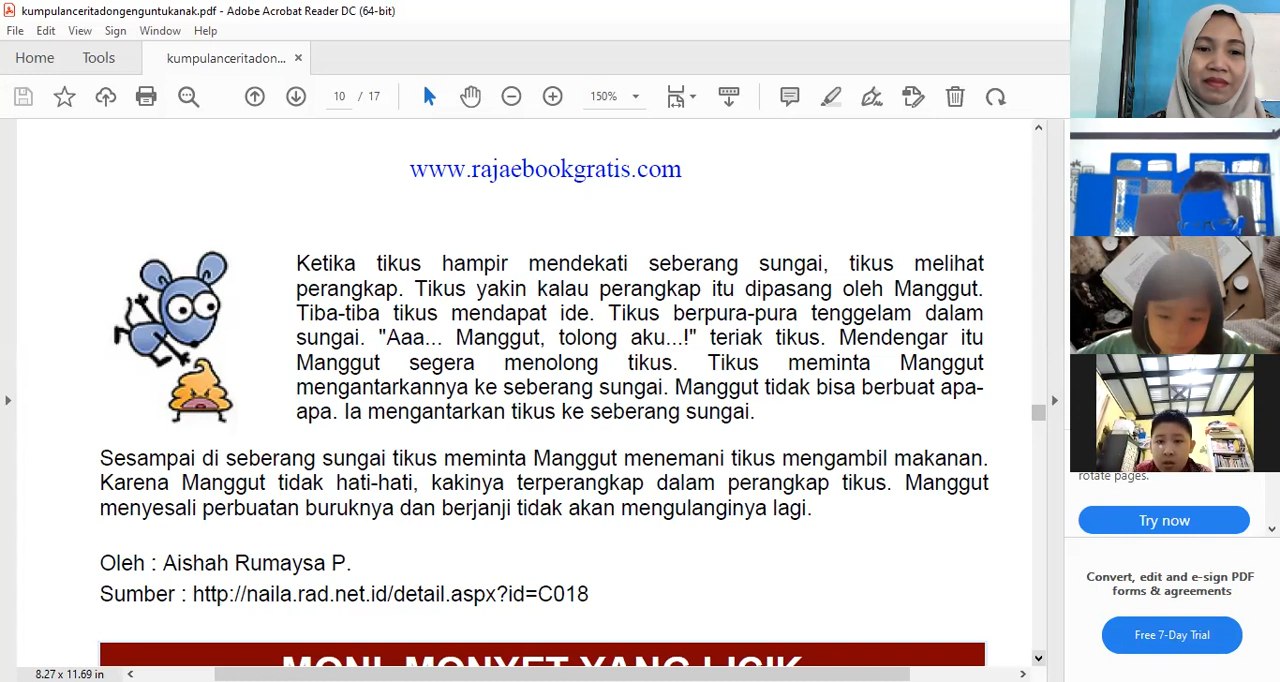 kumpulanceritadongenguntukanak.pdf - Adobe Acrobat Reader DC (64-bit)
File Edit View Sign Window Help
Home Tools kumpulanceritadon... ×
10 / 17 150%
www.rajaebookgratis.com
Ketika tikus hampir mendekati seberang sungai, tikus melihat
perangkap. Tikus yakin kalau perangkap itu dipasang oleh Manggut.
Tiba-tiba tikus mendapat ide. Tikus berpura-pura tenggelam dalam
sungai. "Aaa... Manggut, tolong aku...!" teriak tikus. Mendengar itu
Manggut segera menolong tikus. Tikus meminta Manggut
mengantarkannya ke seberang sungai. Manggut tidak bisa berbuat apa-
apa. Ia mengantarkan tikus ke seberang sungai.
Sesampai di seberang sungai tikus meminta Manggut menemani tikus mengambil makanan.
Karena Manggut tidak hati-hati, kakinya terperangkap dalam perangkap tikus. Manggut
menyesali perbuatan buruknya dan berjanji tidak akan mengulanginya lagi.
Oleh : Aishah Rumaysa P.
Sumber : http://naila.rad.net.id/detail.aspx?id=C018
MONI, MONYET YANG LICIK
8.27 x 11.69 in
rotate pages.
Try now
Convert, edit and e-sign PDF
forms & agreements
Free 7-Day Trial